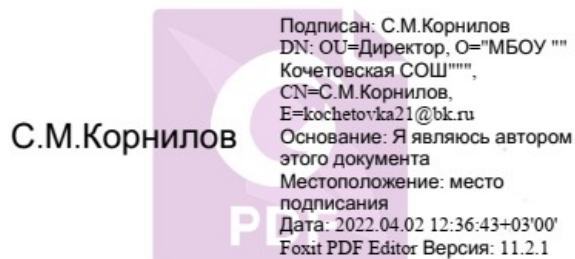 Подписан: С.М.Корнилов
DN: OU=Директор, O="МБОУ ""
Кочетовская СОШ""",
CN=С.М.Корнилов,
E=kochetovka21@bk.ru
С.М.Корнилов
Основание: Я являюсь автором
этого документа
Местоположение: место
подписания
Дата: 2022.04.02 12:36:43+03'00'
Foxit PDF Editor Версия: 11.2.1
PDF